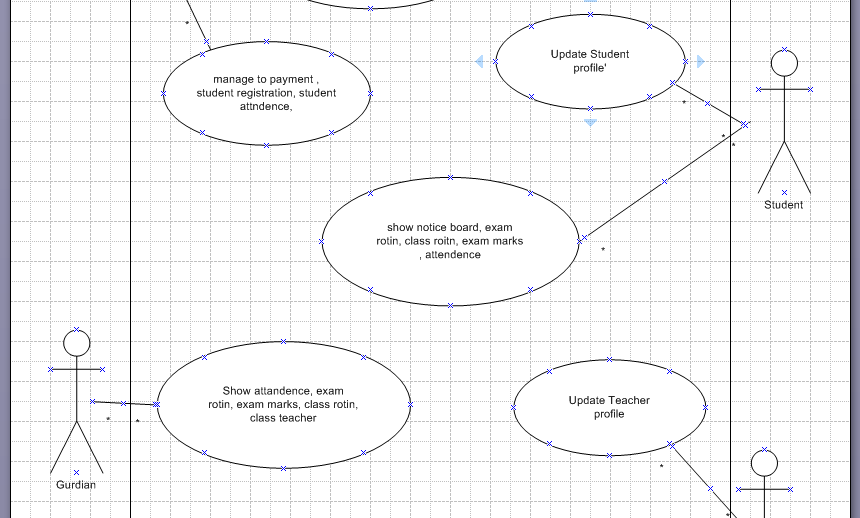 *
manage to payment ,
student registration, student
attndence,
Update Student
profile'
*
*
*
Student
show notice board, exam
rotin, class roitn, exam marks
, attendence
*
Show attandence, exam
rotin, exam marks, class rotin,
class teacher
*
*
Gurdian
Update Teacher
profile
*
*